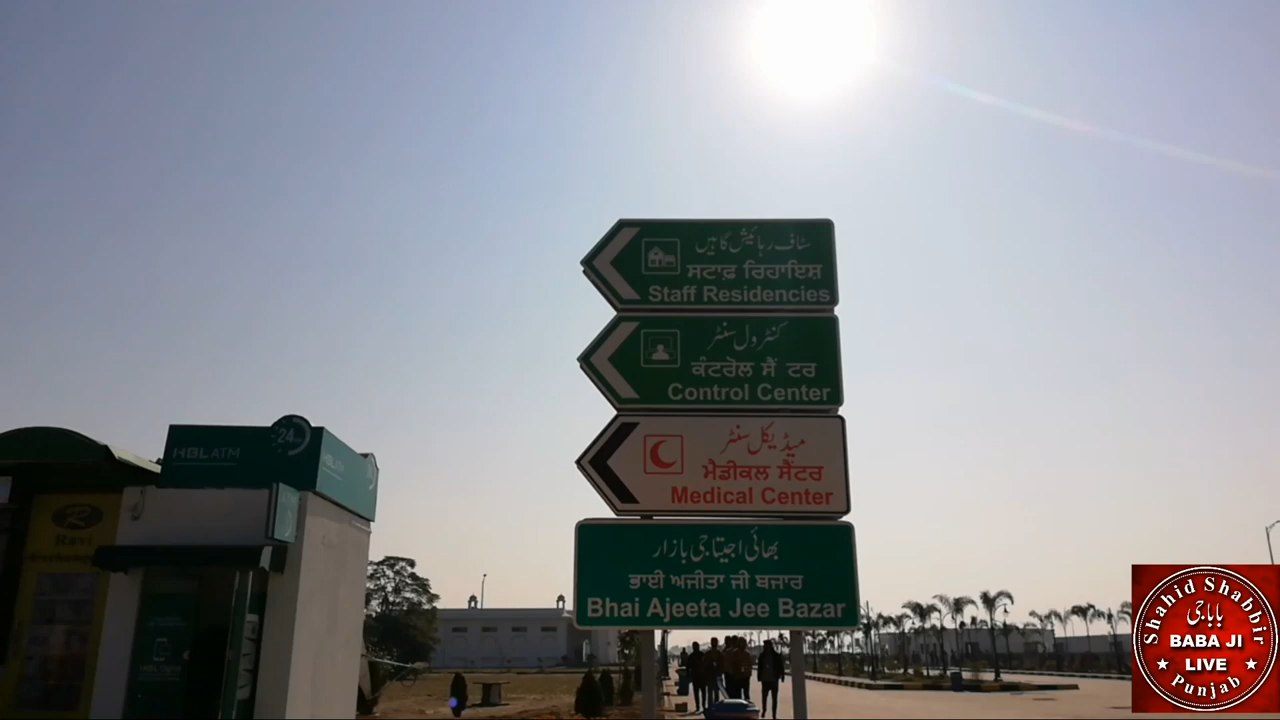 سٹاف رہائیش گاہیں
ਸਟਾਫ਼ ਰਿਹਾਇਸ਼
Staff Residencies
کنٹرول سنٹر
ਕੰਟਰੋਲ ਸੈਂ ਟਰ
Control Center
میڈیکل سنٹر
ਮੈਡੀਕਲ ਸੈਂਟਰ
Medical Center
بھائی اجیتا جی بازار
ਭਾਈ ਅਜੀਤਾ ਜੀ ਬਜਾਰ
Bhai Ajeeta Jee Bazar
24
HBL ATM
Ravi
Shahid Shabbir
باباجی
BABA JI
LIVE
Punjab